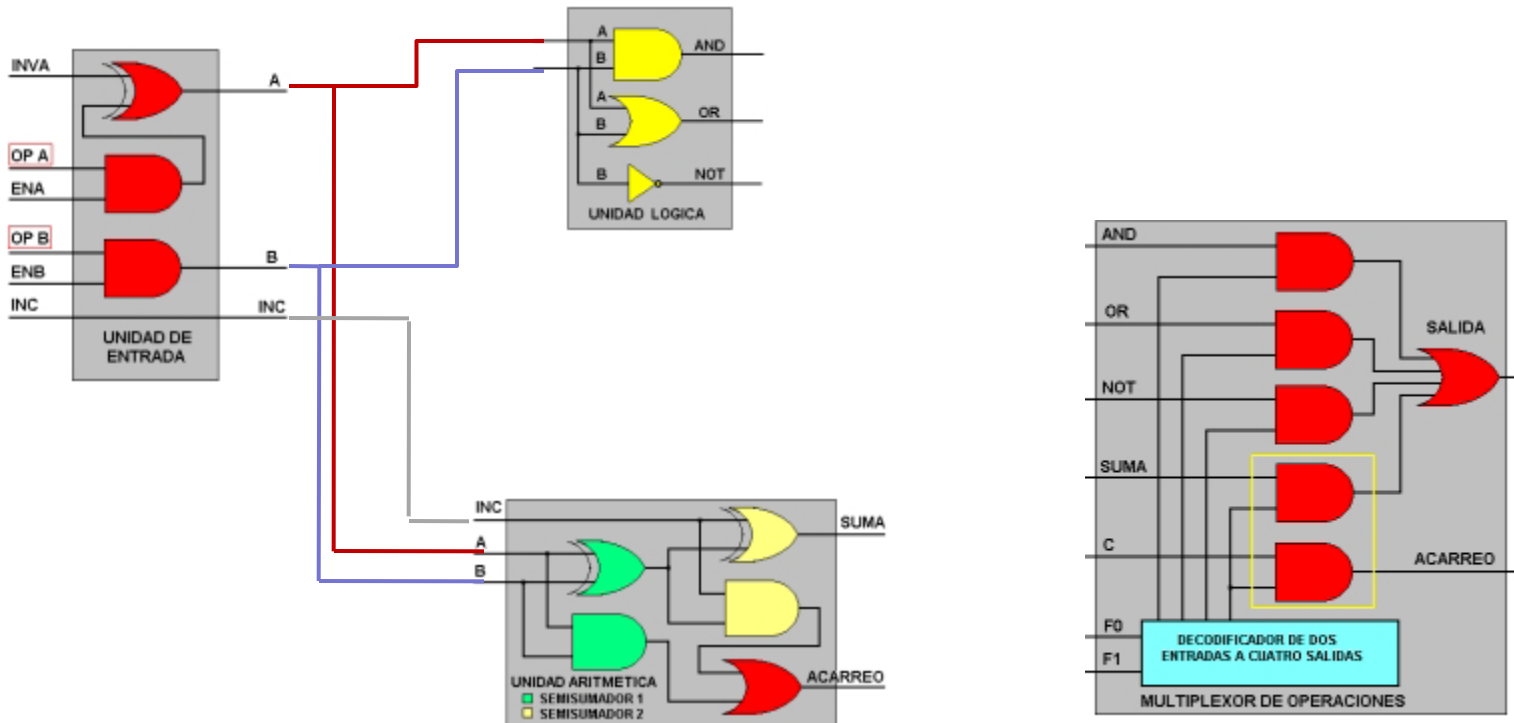 INVA
A
OP A
ENA
OP B
B
ENB
INC
INC
UNIDAD DE
ENTRADA
A
AND
B
A
OR
B
B
NOT
UNIDAD LOGICA
INC
SUMA
A
B
UNIDAD ARITMETICA
ACARREO
SEMISUMADOR 1
SEMISUMADOR 2
AND
OR
SALIDA
NOT
SUMA
C
ACARREO
F0
DECODIFICADOR DE DOS
ENTRADAS A CUATRO SALIDAS
F1
MULTIPLEXOR DE OPERACIONES